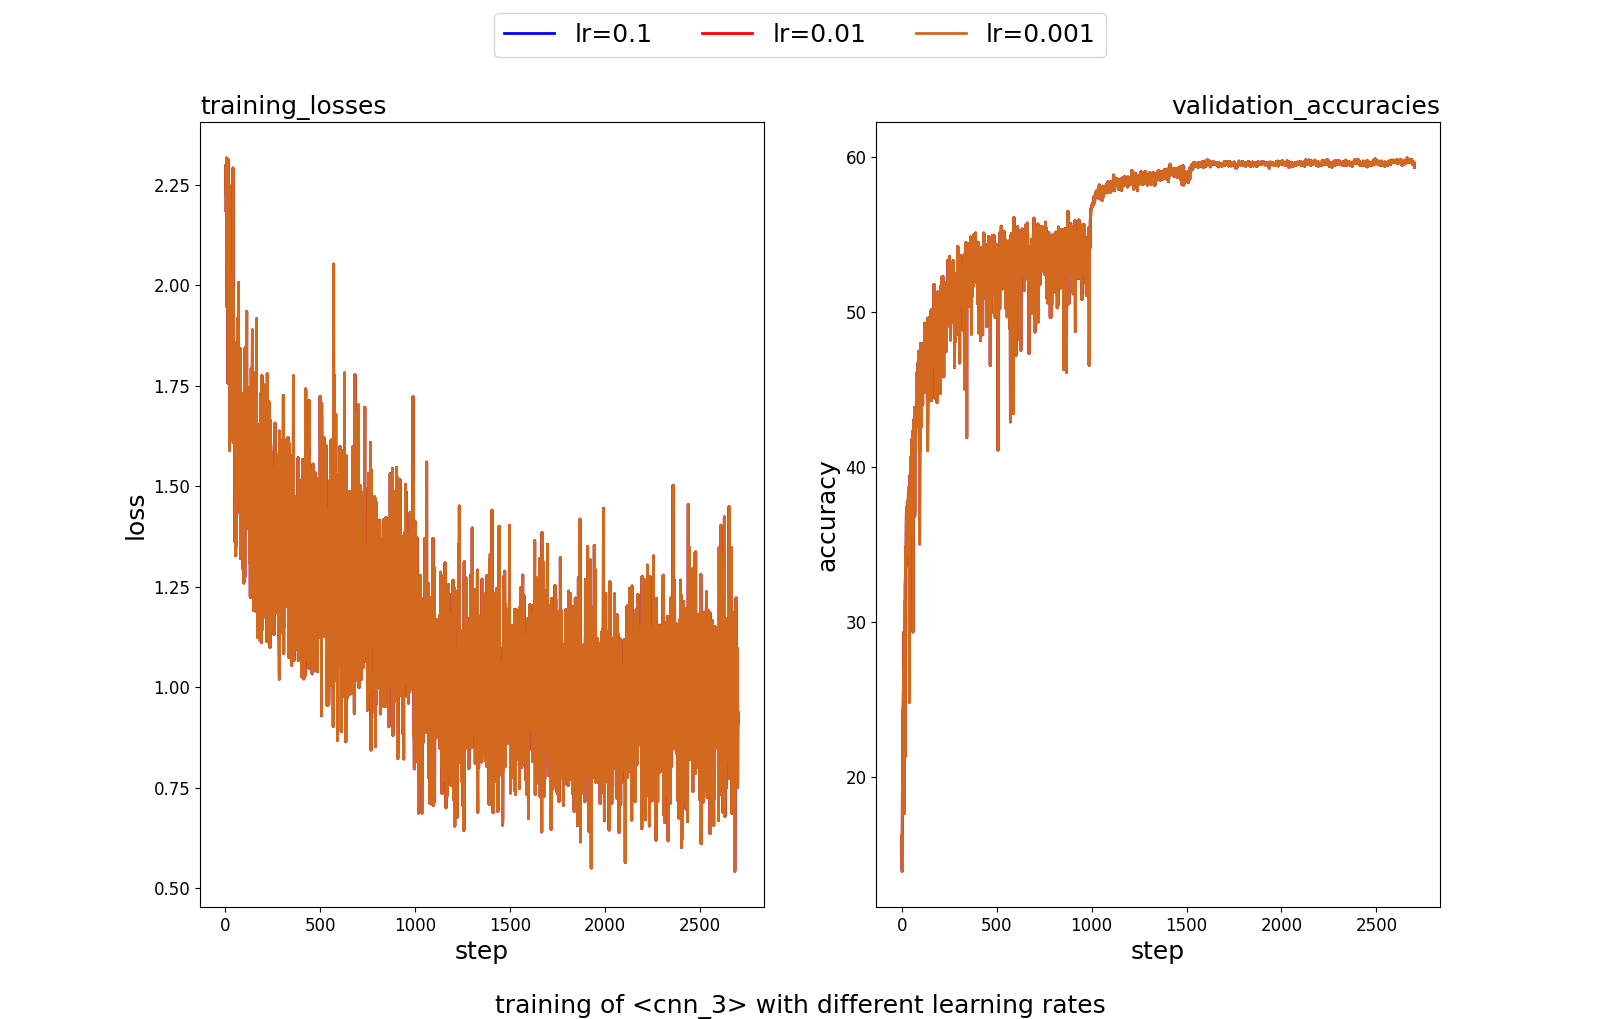 lr=0.1 lr=0.01 lr=0.001
training_losses
2.25
2.00
1.75
1.50
1.25
1.00
0.75
0.50
loss
0 500 1000 1500 2000 2500
step
validation_accuracies
60
50
40
30
20
accuracy
0 500 1000 1500 2000 2500
step
training of <cnn_3> with different learning rates